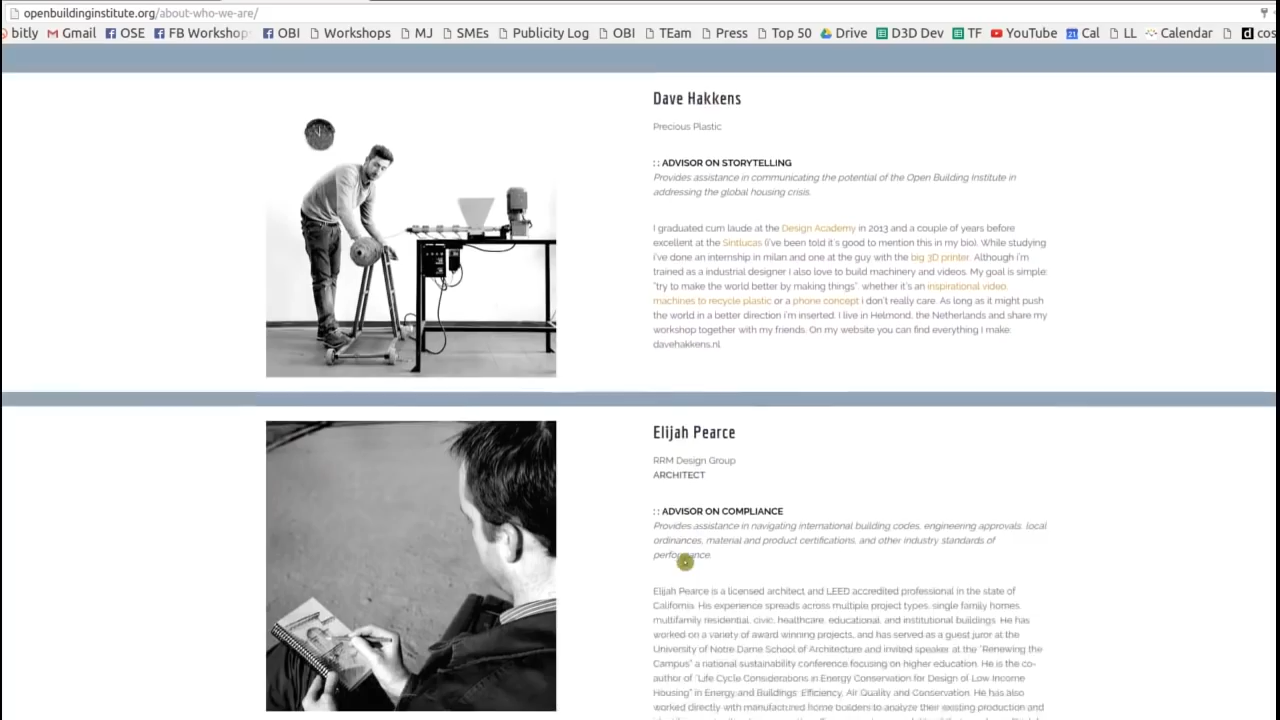 openbuildinginstitute.org/about-who-we-are/
bitly Gmail OSE FB Workshop OBI Workshops MJ SMEs Publicity Log OBI TEam Press Top 50 Drive D3D Dev TF YouTube 21 Cal LL Calendar d cos
Dave Hakkens
Precious Plastic
:: ADVISOR ON STORYTELLING
Provides assistance in communicating the potential of the Open Building Institute in
addressing the global housing crisis.
I graduated cum laude at the Design Academy in 2013 and a couple of years before
excellent at the Sintlucas (i've been told it's good to mention this in my bio). While studying
i've done an internship in milan and one at the guy with the big 3D printer. Although i'm
trained as a industrial designer I also love to build machinery and videos. My goal is simple:
"try to make the world better by making things". whether it's an inspirational video,
machines to recycle plastic or a phone concept i don't really care. As long as it might push
the world in a better direction i'm inserted. I live in Helmond, the Netherlands and share my
workshop together with my friends. On my website you can find everything I make:
davehakkens.nl
Elijah Pearce
RRM Design Group
ARCHITECT
:: ADVISOR ON COMPLIANCE
Provides assistance in navigating international building codes, engineering approvals, local
ordinances, material and product certifications, and other industry standards of
performance.
Elijah Pearce is a licensed architect and LEED accredited professional in the state of
California. His experience spreads across multiple project types, single family homes,
multifamily residential, civic, healthcare, educational, and institutional buildings. He has
worked on a variety of award winning projects, and has served as a guest juror at the
University of Notre Dame School of Architecture and invited speaker at the "Renewing the
Campus" a national sustainability conference focusing on higher education. He is the co-
author of "Life Cycle Considerations in Energy Conservation for Design of Low Income
Housing" in Energy and Buildings: Efficiency, Air Quality and Conservation. He has also
worked directly with manufactured home builders to analyze their existing production and